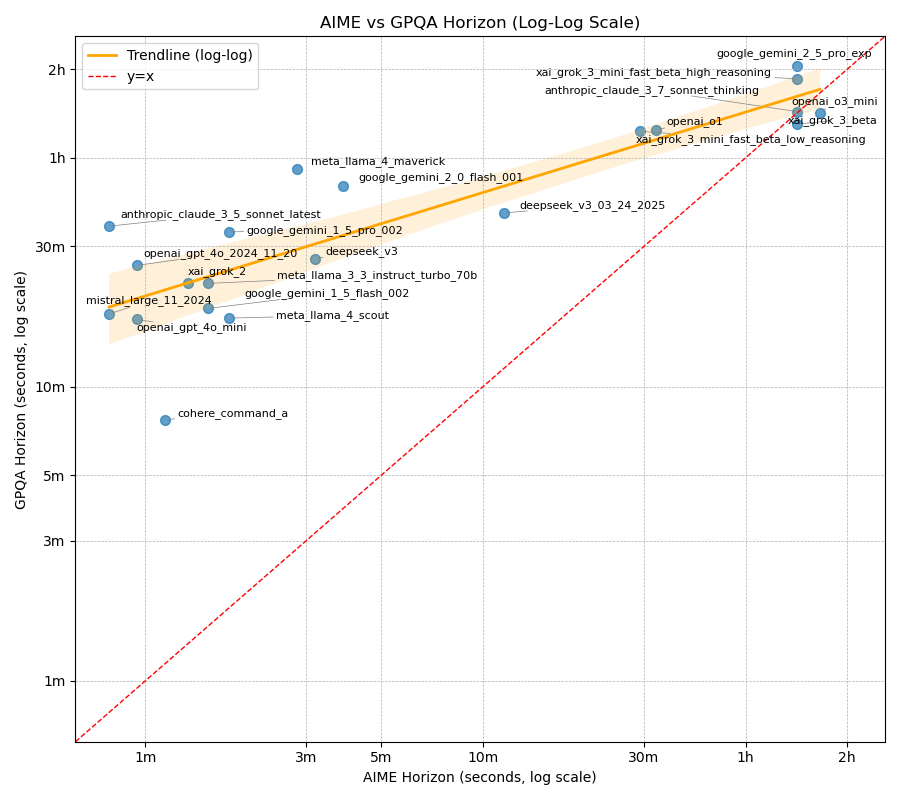 AIME vs GPQA Horizon (Log-Log Scale)
Trendline (log-log)
y=x
google_gemini_2_5_pro_exp
xai_grok_3_mini_fast_beta_high_reasoning
anthropic_claude_3_7_sonnet_thinking
openai_o3_mini
openai_o1
xai_grok_3_beta
xai_grok_3_mini_fast_beta_low_reasoning
meta_llama_4_maverick
google_gemini_2_0_flash_001
deepseek_v3_03_24_2025
anthropic_claude_3_5_sonnet_latest
google_gemini_1_5_pro_002
openai_gpt_4o_2024_11_20
deepseek_v3
xai_grok_2
meta_llama_3_3_instruct_turbo_70b
google_gemini_1_5_flash_002
mistral_large_11_2024
meta_llama_4_scout
openai_gpt_4o_mini
cohere_command_a
GPQA Horizon (seconds, log scale)
2h
1h
30m
10m
5m
3m
1m
1m
3m
5m
10m
30m
1h
2h
AIME Horizon (seconds, log scale)